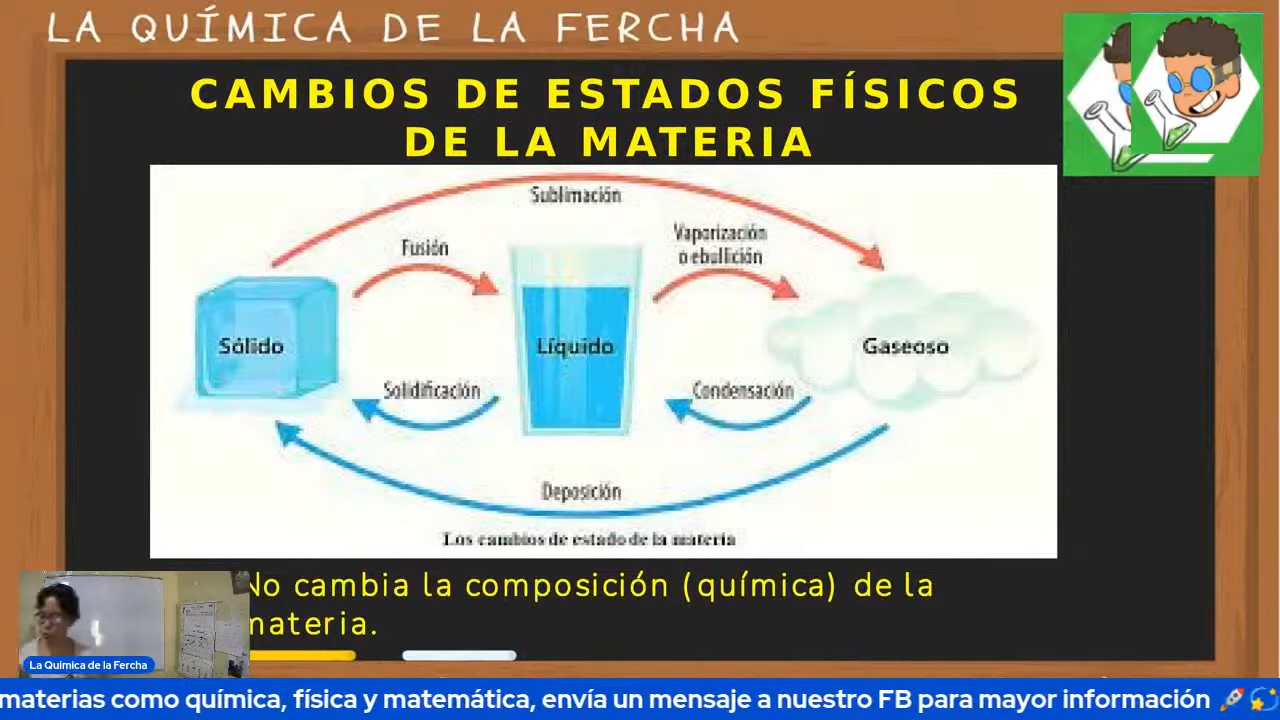 LA QUÍMICA DE LA FERCHA
CAMBIOS DE ESTADOS FÍSICOS
DE LA MATERIA
Sublimación
Fusión
Vaporización
o ebullición
Sólido
Líquido
Gaseoso
Solidificación
Condensación
Deposición
Los cambios de estado de la materia
No cambia la composición (química) de la
materia.
La Química de la Fercha
materias como química, física y matemática, envía un mensaje a nuestro FB para mayor información 🚀💫